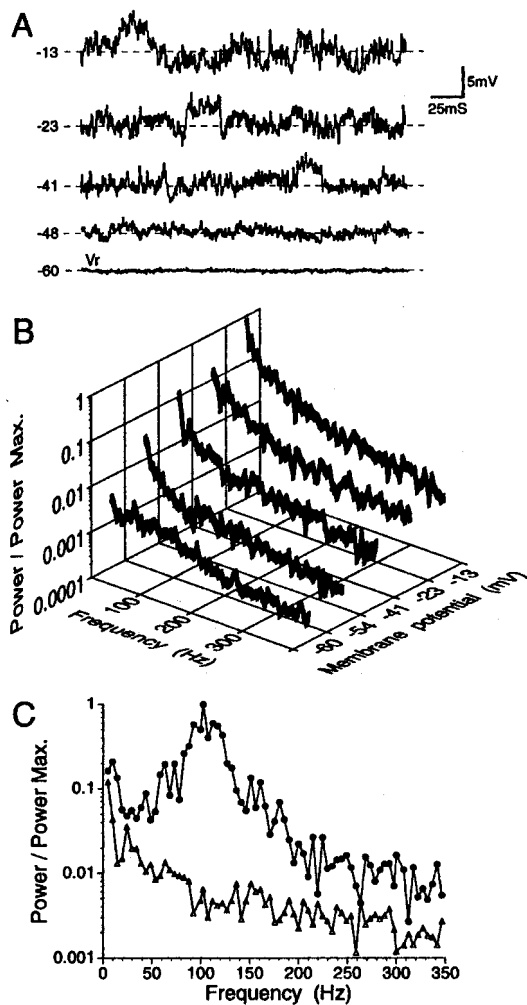 A
-13
5mV
25mS
-23
-41
-48
Vr
-60
B
Power / Power Max.
1
0.1
0.01
0.001
0.0001
100
200
300
Frequency (Hz)
-60
-54
-41
-23
-13
Membrane potential (mV)
C
Power / Power Max.
1
0.1
0.01
0.001
0
50
100
150
200
250
300
350
Frequency (Hz)